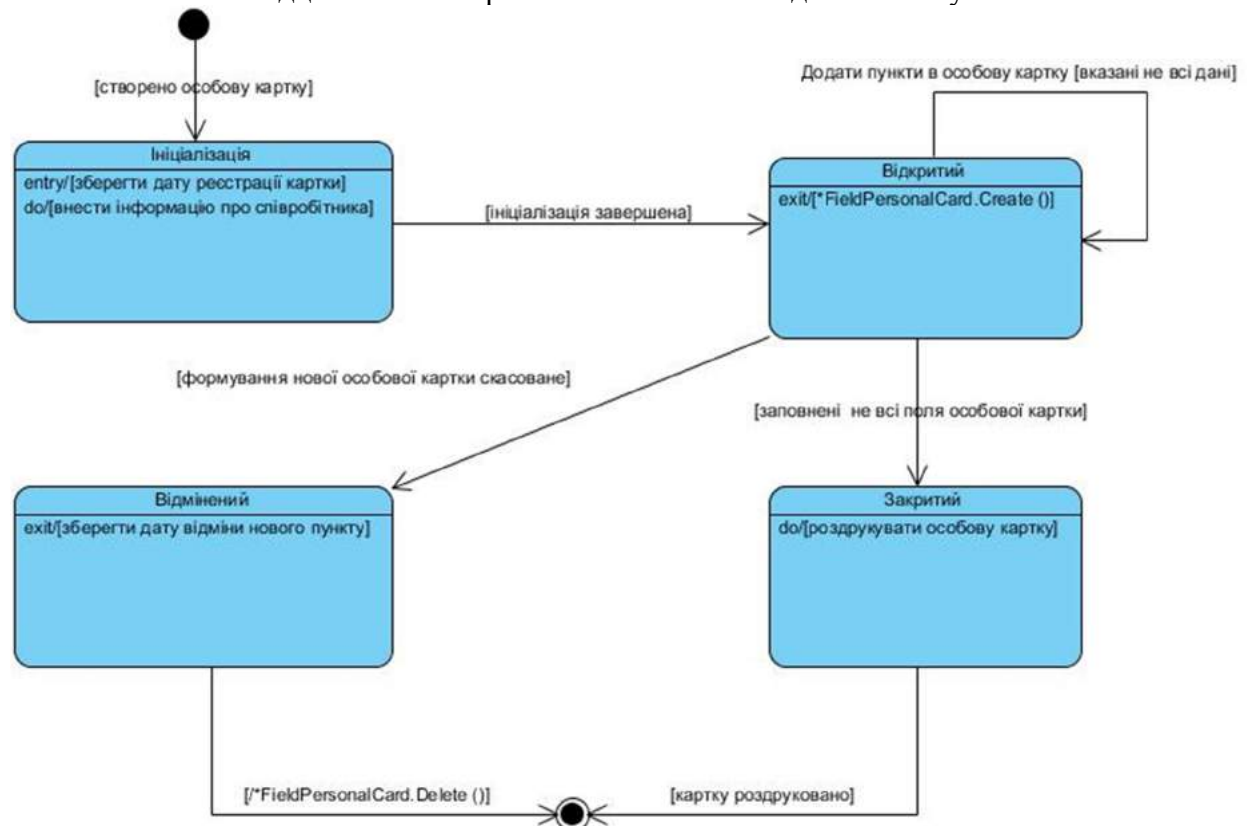 [створено особову картку]
Додати пункти в особову картку [вказані не всі дані]
Ініціалізація
entry/[зберегти дату реєстрації картки]
do/[внести інформацію про співробітника]
[ініціалізація завершена]
Відкритий
exit/[*FieldPersonalCard.Create ()]
[формування нової особової картки скасоване]
[заповнені не всі поля особової картки]
Відмінений
exit/[зберегти дату відміни нового пункту]
Закритий
do/[роздрукувати особову картку]
[/*FieldPersonalCard.Delete ()]
[картку роздруковано]